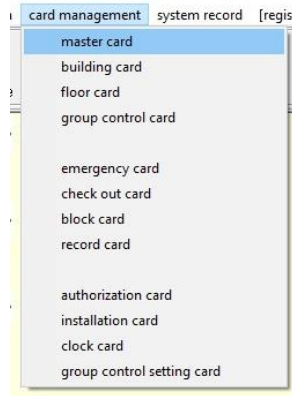 card management system record [regis
master card
building card
floor card
group control card
emergency card
check out card
block card
record card
authorization card
installation card
clock card
group control setting card